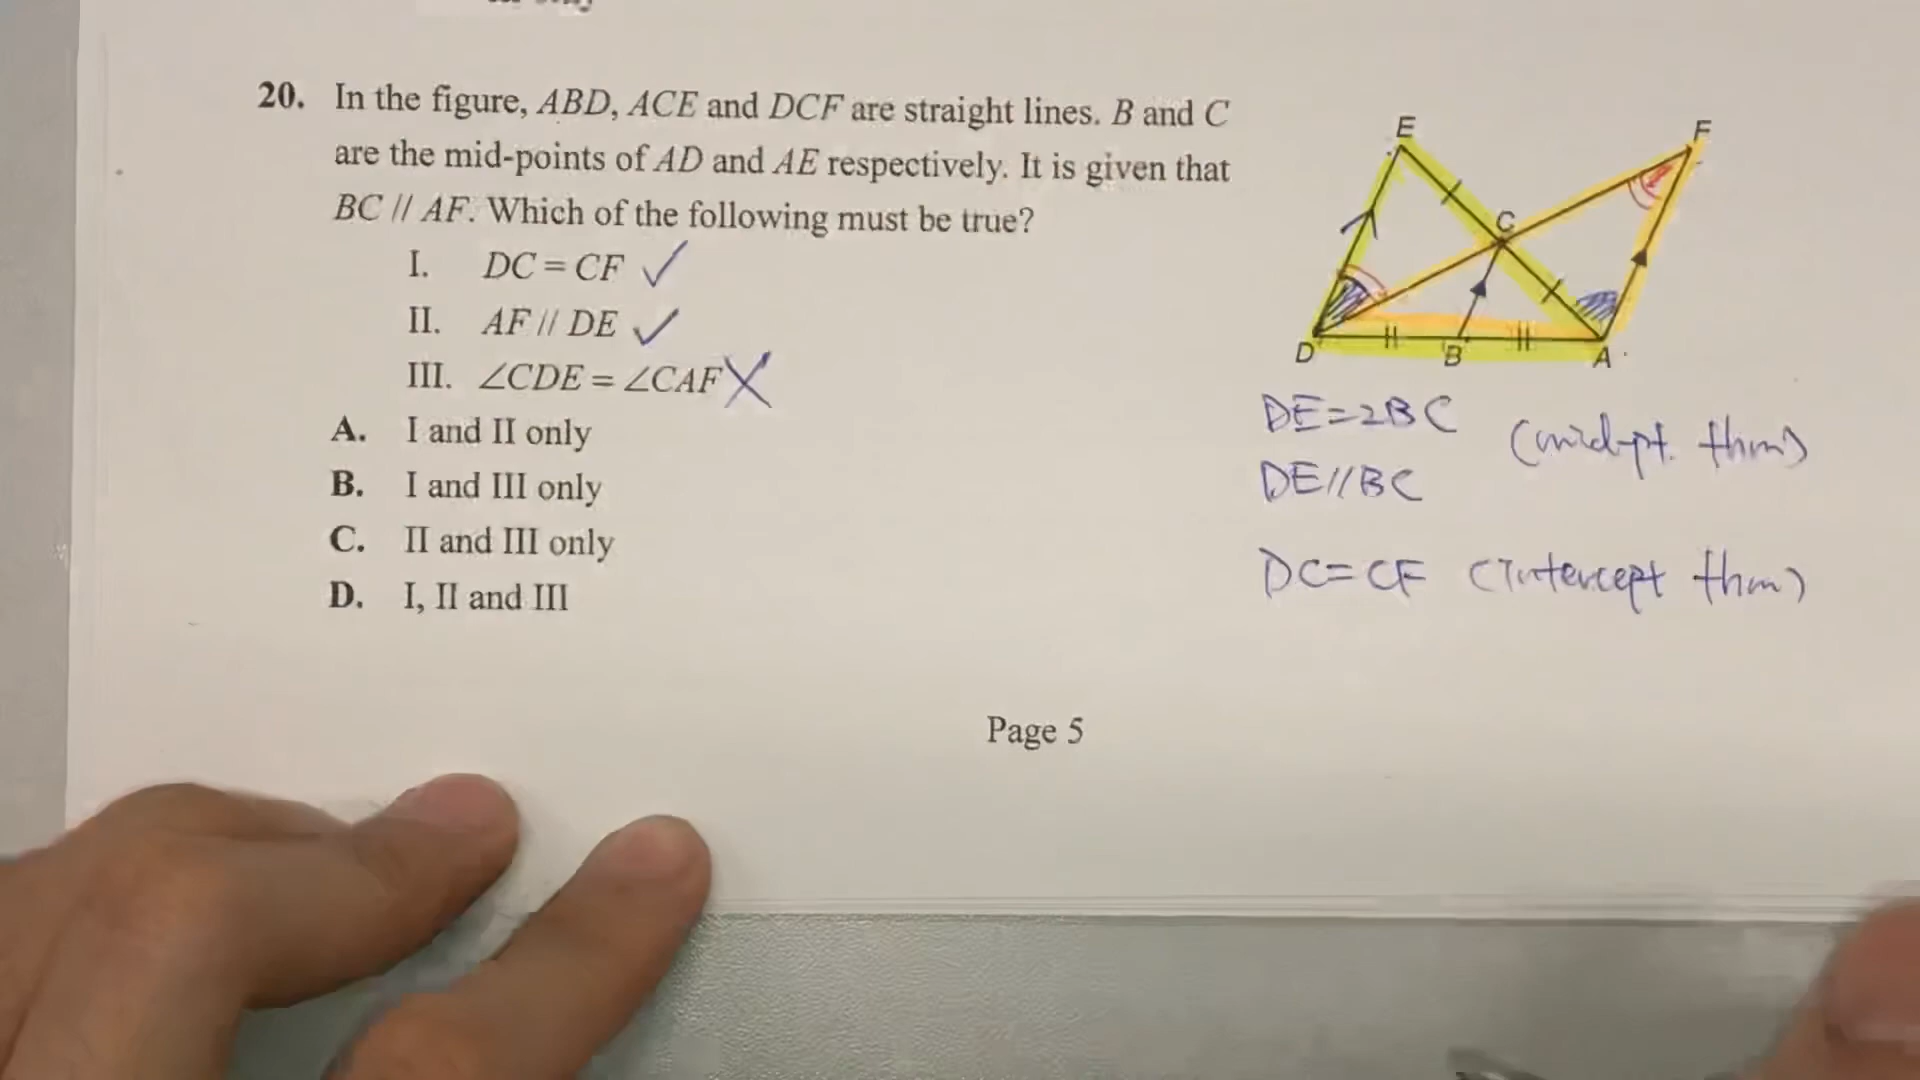 20. In the figure, ABD, ACE and DCF are straight lines. B and C
are the mid-points of AD and AE respectively. It is given that
BC // AF. Which of the following must be true?
I. DC = CF ✓
II. AF // DE ✓
III. ∠CDE = ∠CAF X
A. I and II only
B. I and III only
C. II and III only
D. I, II and III
E
F
C
D
B
A
DE=2BC (mid-pt. thm)
DE//BC
DC=CF (Intercept thm)
Page 5